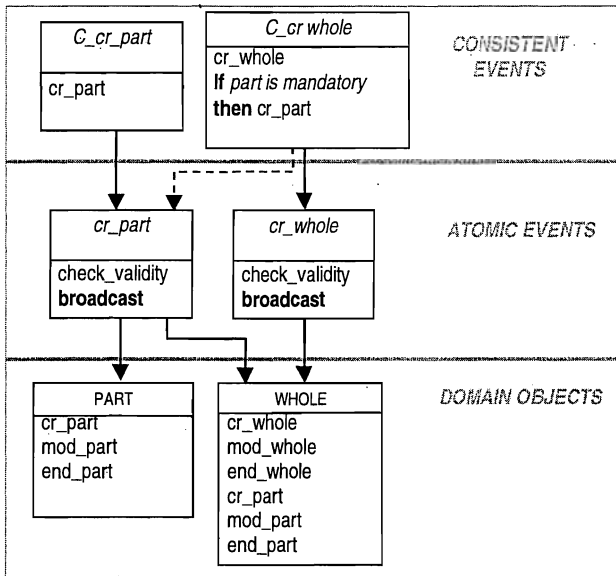 C_cr_part
cr_part
C_cr whole
cr_whole
If part is mandatory
then cr_part
CONSISTENT
EVENTS
cr_part
check_validity
broadcast
cr_whole
check_validity
broadcast
ATOMIC EVENTS
PART
cr_part
mod_part
end_part
WHOLE
cr_whole
mod_whole
end_whole
cr_part
mod_part
end_part
DOMAIN OBJECTS